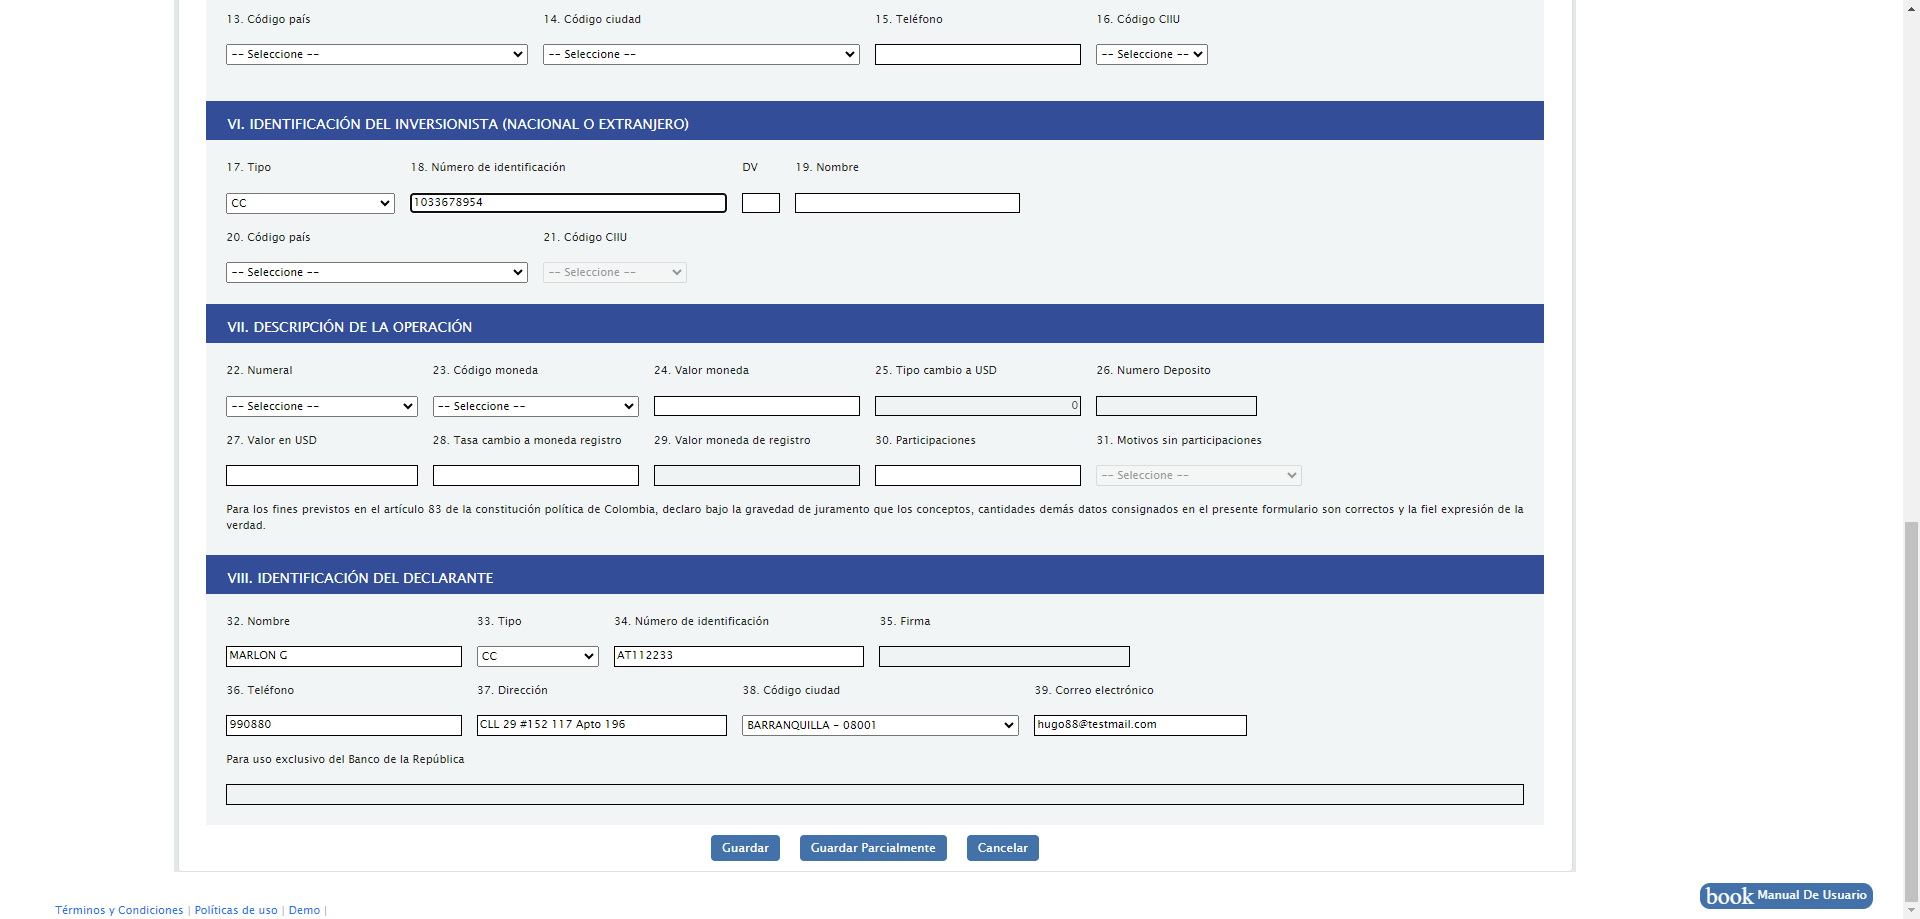 13. Código país 14. Código ciudad 15. Teléfono 16. Código CIIU
-- Seleccione -- -- Seleccione -- -- Seleccione --
VI. IDENTIFICACIÓN DEL INVERSIONISTA (NACIONAL O EXTRANJERO)
17. Tipo 18. Número de identificación DV 19. Nombre
CC 1033678954
20. Código país 21. Código CIIU
-- Seleccione -- -- Seleccione --
VII. DESCRIPCIÓN DE LA OPERACIÓN
22. Numeral 23. Código moneda 24. Valor moneda 25. Tipo cambio a USD 26. Numero Deposito
-- Seleccione -- -- Seleccione -- 0
27. Valor en USD 28. Tasa cambio a moneda registro 29. Valor moneda de registro 30. Participaciones 31. Motivos sin participaciones
-- Seleccione --
Para los fines previstos en el artículo 83 de la constitución política de Colombia, declaro bajo la gravedad de juramento que los conceptos, cantidades demás datos consignados en el presente formulario son correctos y la fiel expresión de la
verdad.
VIII. IDENTIFICACIÓN DEL DECLARANTE
32. Nombre 33. Tipo 34. Número de identificación 35. Firma
MARLON G CC AT112233
36. Teléfono 37. Dirección 38. Código ciudad 39. Correo electrónico
990880 CLL 29 #152 117 Apto 196 BARRANQUILLA - 08001 hugo88@testmail.com
Para uso exclusivo del Banco de la República
Guardar Guardar Parcialmente Cancelar
book Manual De Usuario
Términos y Condiciones | Políticas de uso | Demo |